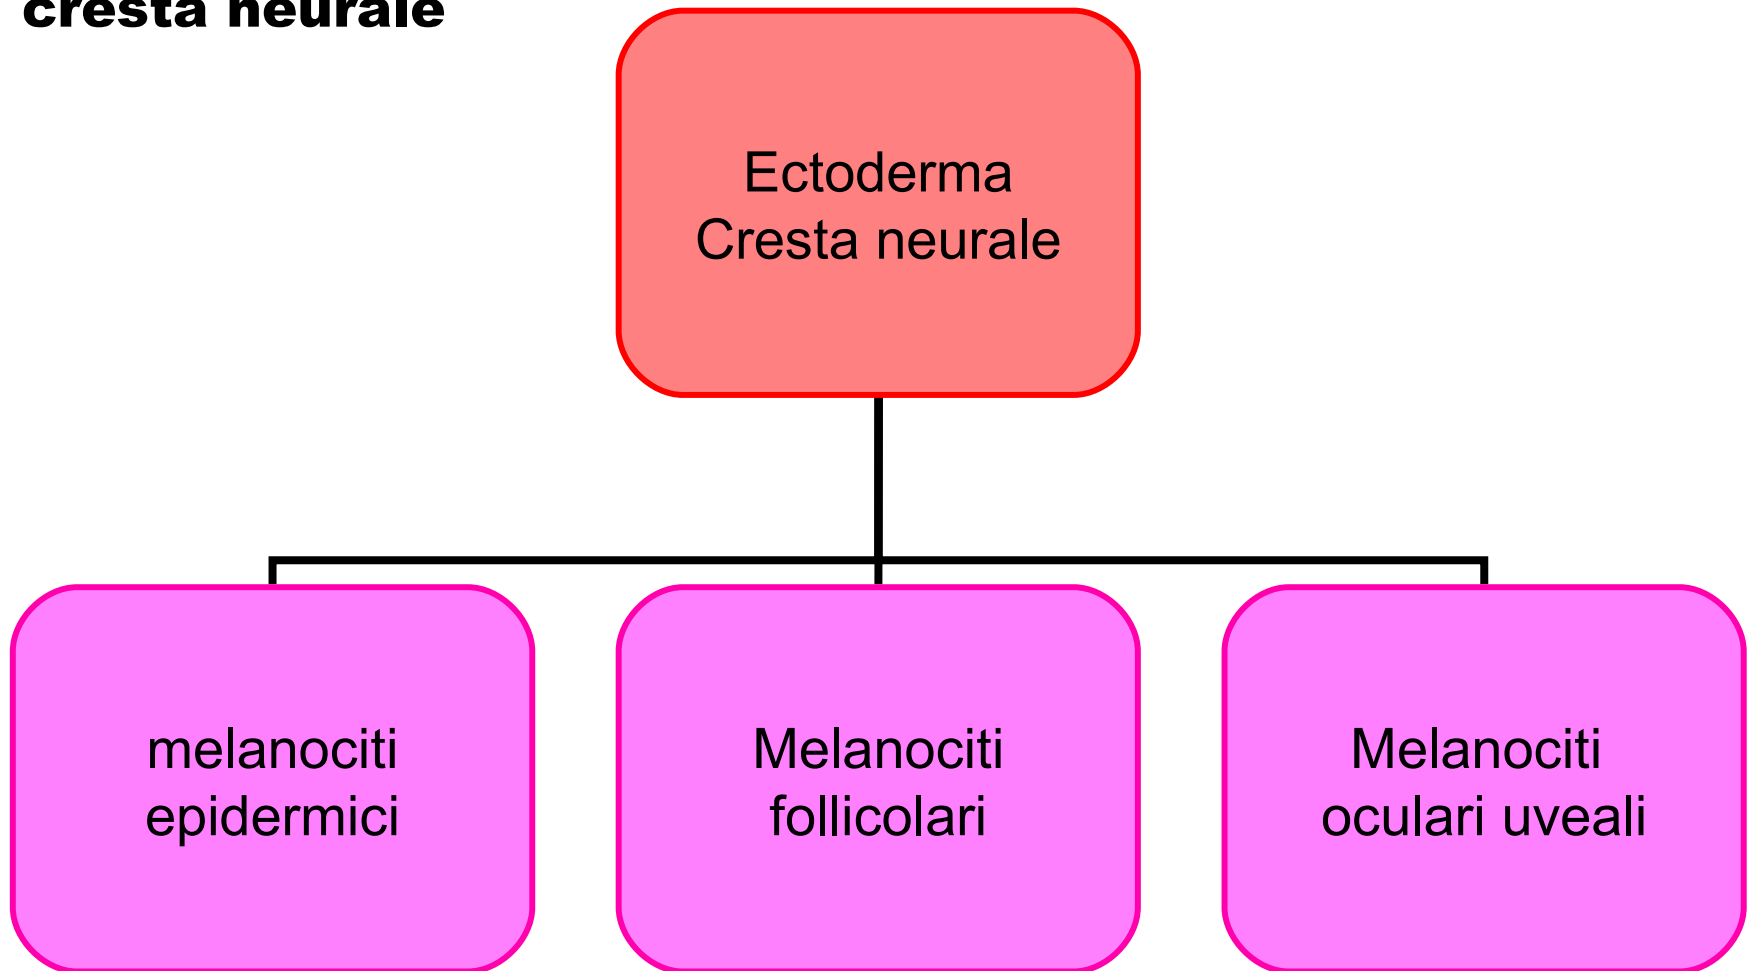 cresta neurale
Ectoderma
Cresta neurale
melanociti
epidermici
Melanociti
follicolari
Melanociti
oculari uveali